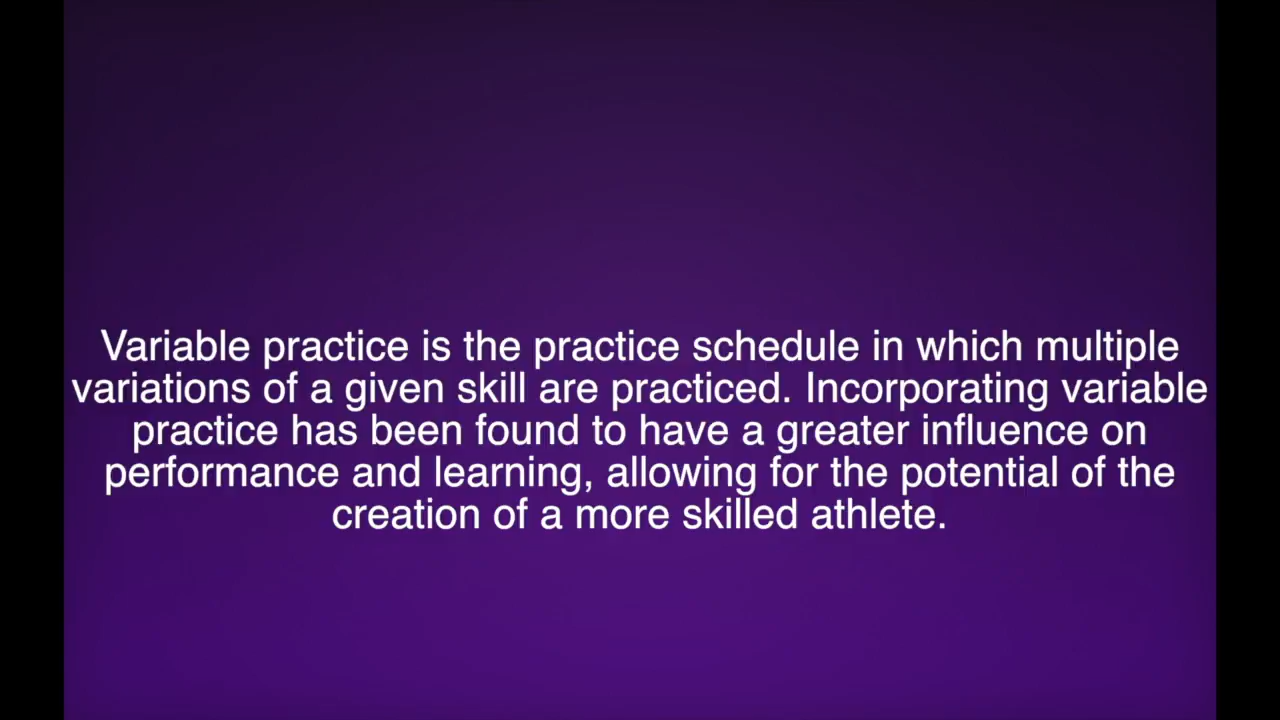 Variable practice is the practice schedule in which multiple
variations of a given skill are practiced. Incorporating variable
practice has been found to have a greater influence on
performance and learning, allowing for the potential of the
creation of a more skilled athlete.